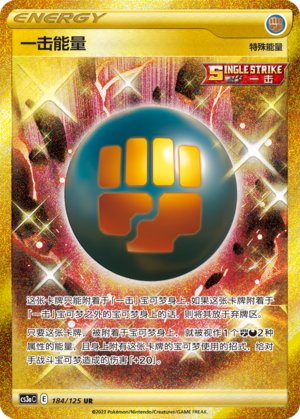 ENERGY
一击能量
特殊能量
SINGLE STRIKE
一击
这张卡牌只能附着于「一击」宝可梦身上。如果这张卡牌附着于
「一击」宝可梦之外的宝可梦身上的话，则将其放于弃牌区。
只要这张卡牌，被附着于宝可梦身上，就被视作1个斗恶2种
属性的能量，且身上附有这张卡牌的宝可梦使用的招式，给对
手战斗宝可梦造成的伤害「+20」。
CS3aC E 184/125 UR
©2023 Pokémon/Nintendo/Creatures/GAME FREAK.